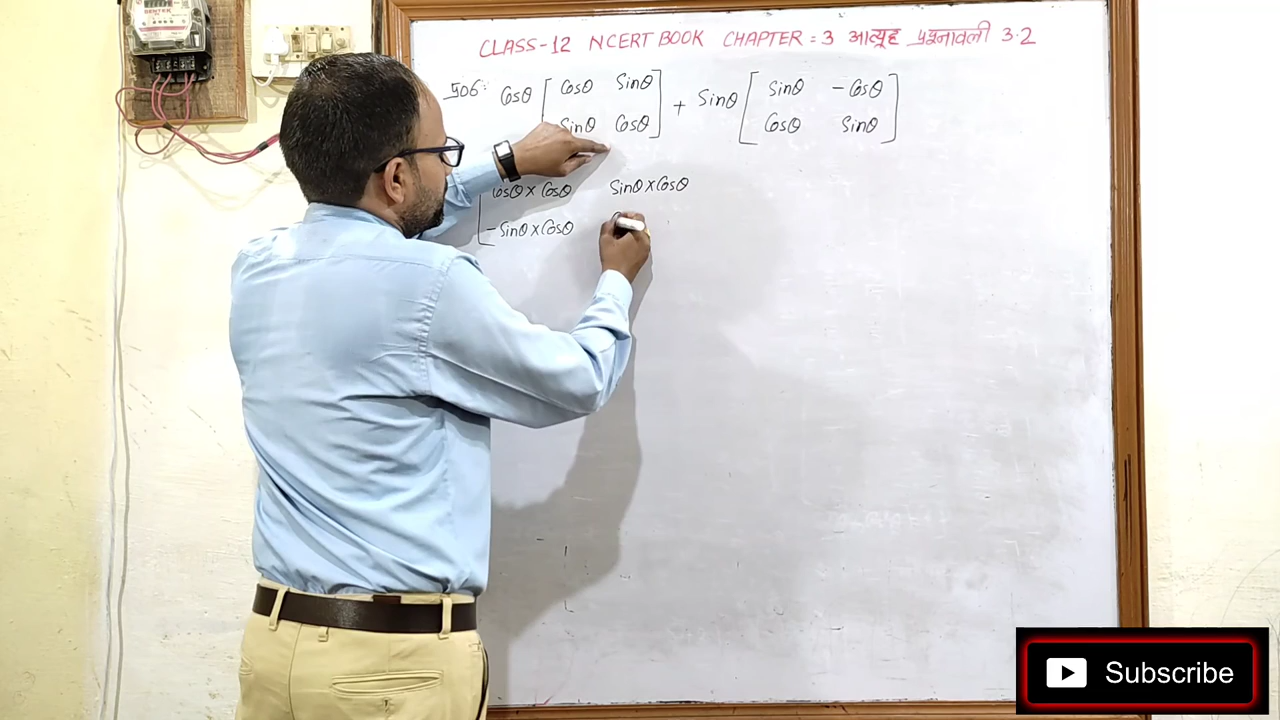 CLASS-12 NCERT BOOK CHAPTER = 3 आव्यूह प्रश्नावली 3.2
प्र06: Cosθ [ Cosθ Sinθ ] + Sinθ [ Sinθ -Cosθ ]
Sinθ Cosθ Cosθ Sinθ
Cosθ x Cosθ Sinθ x Cosθ
-Sinθ x Cosθ
Subscribe